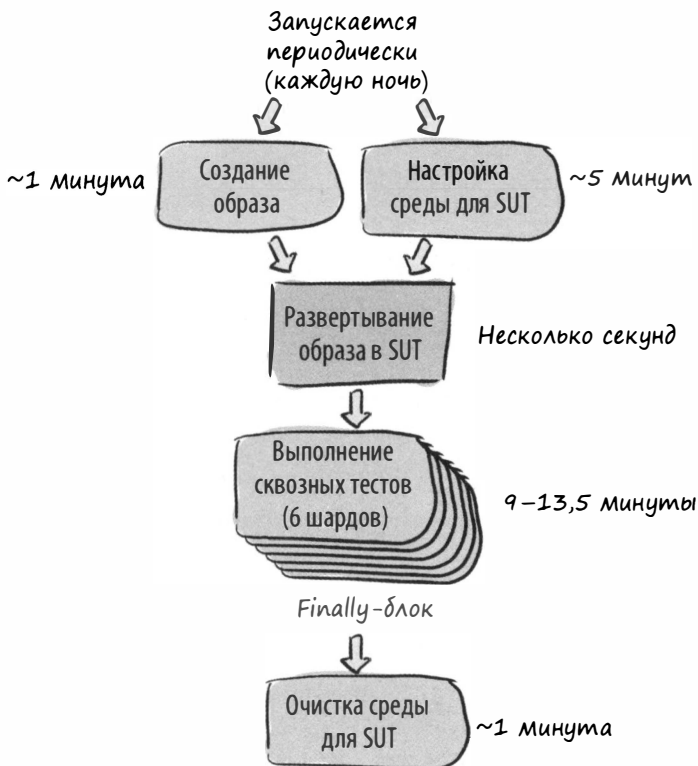 Запускается
периодически
(каждую ночь)
~1 минута
Создание
образа
Настройка
среды для SUT
~5 минут
Развертывание
образа в SUT
Несколько секунд
Выполнение
сквозных тестов
(6 шардов)
9–13,5 минуты
Finally-блок
Очистка среды
для SUT
~1 минута